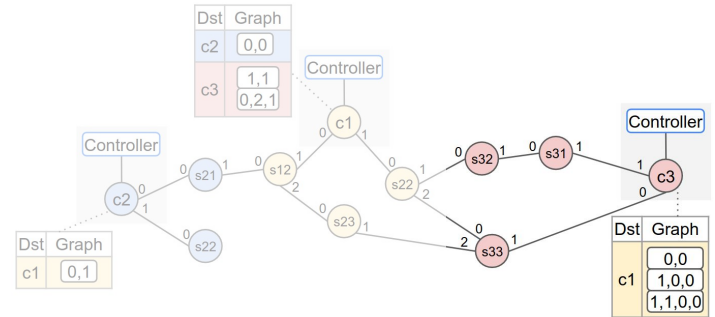 Dst Graph
c2 0,0
c3 1,1
0,2,1
Controller
c1
0 1
Controller
c2
0
1
s21
0 1
s22
0
s12
0 1
2
s23
0 1
s22
0 1
2
s32
0 1
s31
0 1
s33
0
2 1
Controller
c3
1
0
Dst Graph
c1 0,1
Dst Graph
c1 0,0
1,0,0
1,1,0,0